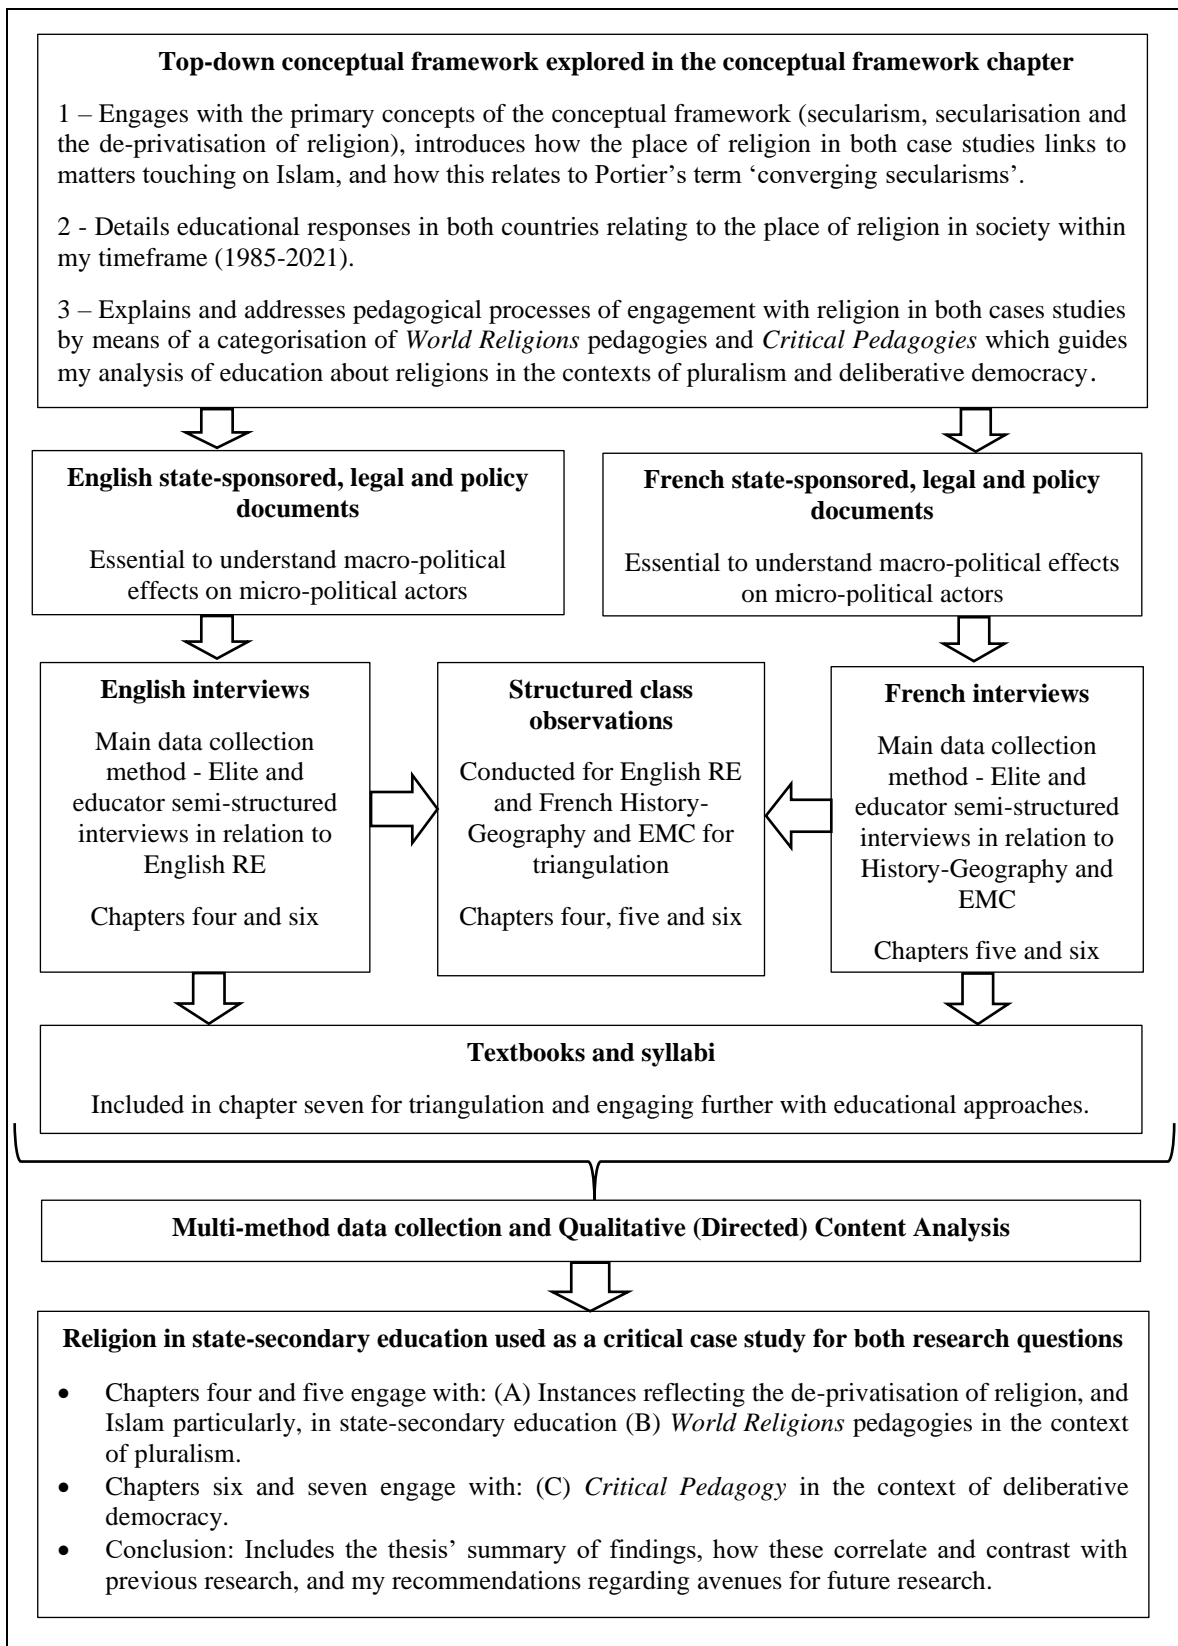 Top-down conceptual framework explored in the conceptual framework chapter
1 – Engages with the primary concepts of the conceptual framework (secularism, secularisation and
the de-privatisation of religion), introduces how the place of religion in both case studies links to
matters touching on Islam, and how this relates to Portier’s term ‘converging secularisms’.
2 - Details educational responses in both countries relating to the place of religion in society within
my timeframe (1985-2021).
3 – Explains and addresses pedagogical processes of engagement with religion in both cases studies
by means of a categorisation of World Religions pedagogies and Critical Pedagogies which guides
my analysis of education about religions in the contexts of pluralism and deliberative democracy.
English state-sponsored, legal and policy
documents
Essential to understand macro-political
effects on micro-political actors
French state-sponsored, legal and policy
documents
Essential to understand macro-political effects
on micro-political actors
English interviews
Main data collection
method - Elite and
educator semi-structured
interviews in relation to
English RE
Chapters four and six
Structured class
observations
Conducted for English RE
and French History-
Geography and EMC for
triangulation
Chapters four, five and six
French interviews
Main data collection
method - Elite and
educator semi-structured
interviews in relation to
History-Geography and
EMC
Chapters five and six
Textbooks and syllabi
Included in chapter seven for triangulation and engaging further with educational approaches.
Multi-method data collection and Qualitative (Directed) Content Analysis
Religion in state-secondary education used as a critical case study for both research questions
• Chapters four and five engage with: (A) Instances reflecting the de-privatisation of religion, and
Islam particularly, in state-secondary education (B) World Religions pedagogies in the context
of pluralism.
• Chapters six and seven engage with: (C) Critical Pedagogy in the context of deliberative
democracy.
• Conclusion: Includes the thesis’ summary of findings, how these correlate and contrast with
previous research, and my recommendations regarding avenues for future research.